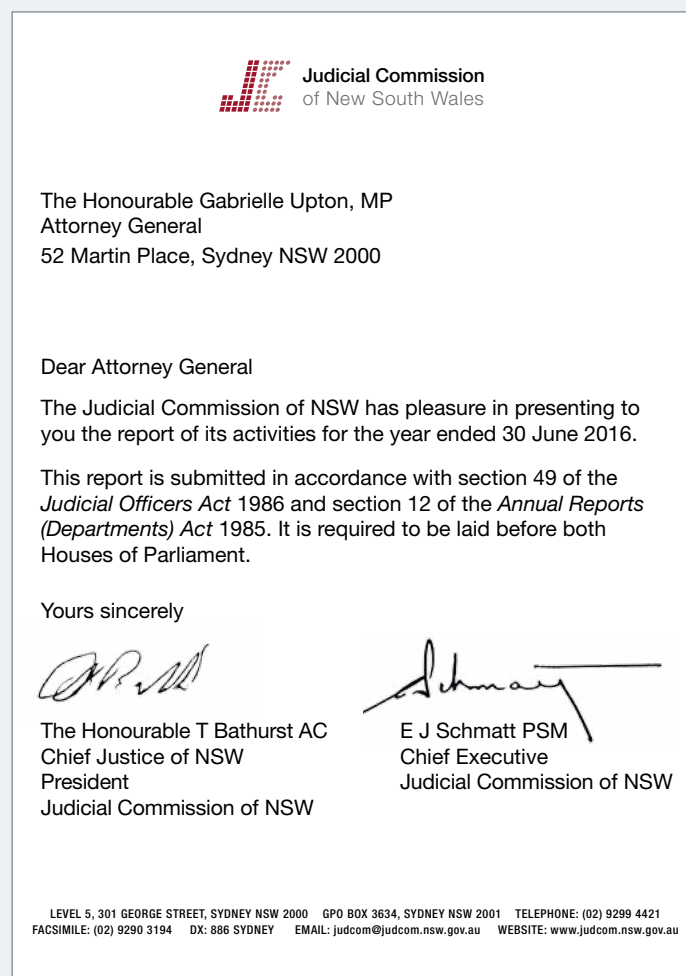 Judicial Commission
of New South Wales
The Honourable Gabrielle Upton, MP
Attorney General
52 Martin Place, Sydney NSW 2000
Dear Attorney General
The Judicial Commission of NSW has pleasure in presenting to
you the report of its activities for the year ended 30 June 2016.
This report is submitted in accordance with section 49 of the
Judicial Officers Act 1986 and section 12 of the Annual Reports
(Departments) Act 1985. It is required to be laid before both
Houses of Parliament.
Yours sincerely
Schmatt
The Honourable T Bathurst AC
Chief Justice of NSW
President
Judicial Commission of NSW
E J Schmatt PSM
Chief Executive
Judicial Commission of NSW
LEVEL 5, 301 GEORGE STREET, SYDNEY NSW 2000 GPO BOX 3634, SYDNEY NSW 2001 TELEPHONE: (02) 9299 4421
FACSIMILE: (02) 9290 3194 DX: 886 SYDNEY EMAIL: judcom@judcom.nsw.gov.au WEBSITE: www.judcom.nsw.gov.au